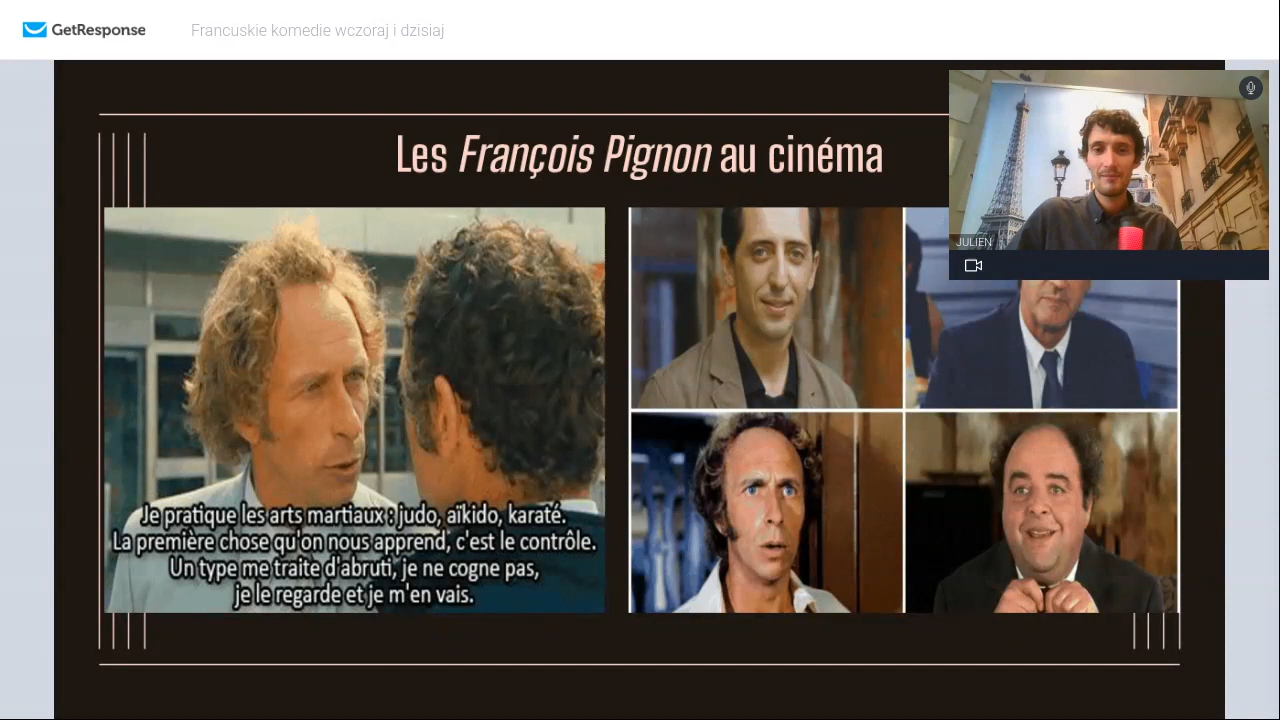 GetResponse
Francuskie komedie wczoraj i dzisiaj
Les François Pignon au cinéma
JULIEN
Je pratique les arts martiaux : judo, aïkido, karaté.
La première chose qu'on nous apprend, c'est le contrôle.
Un type me traite d'abruti, je ne cogne pas,
je le regarde et je m'en vais.